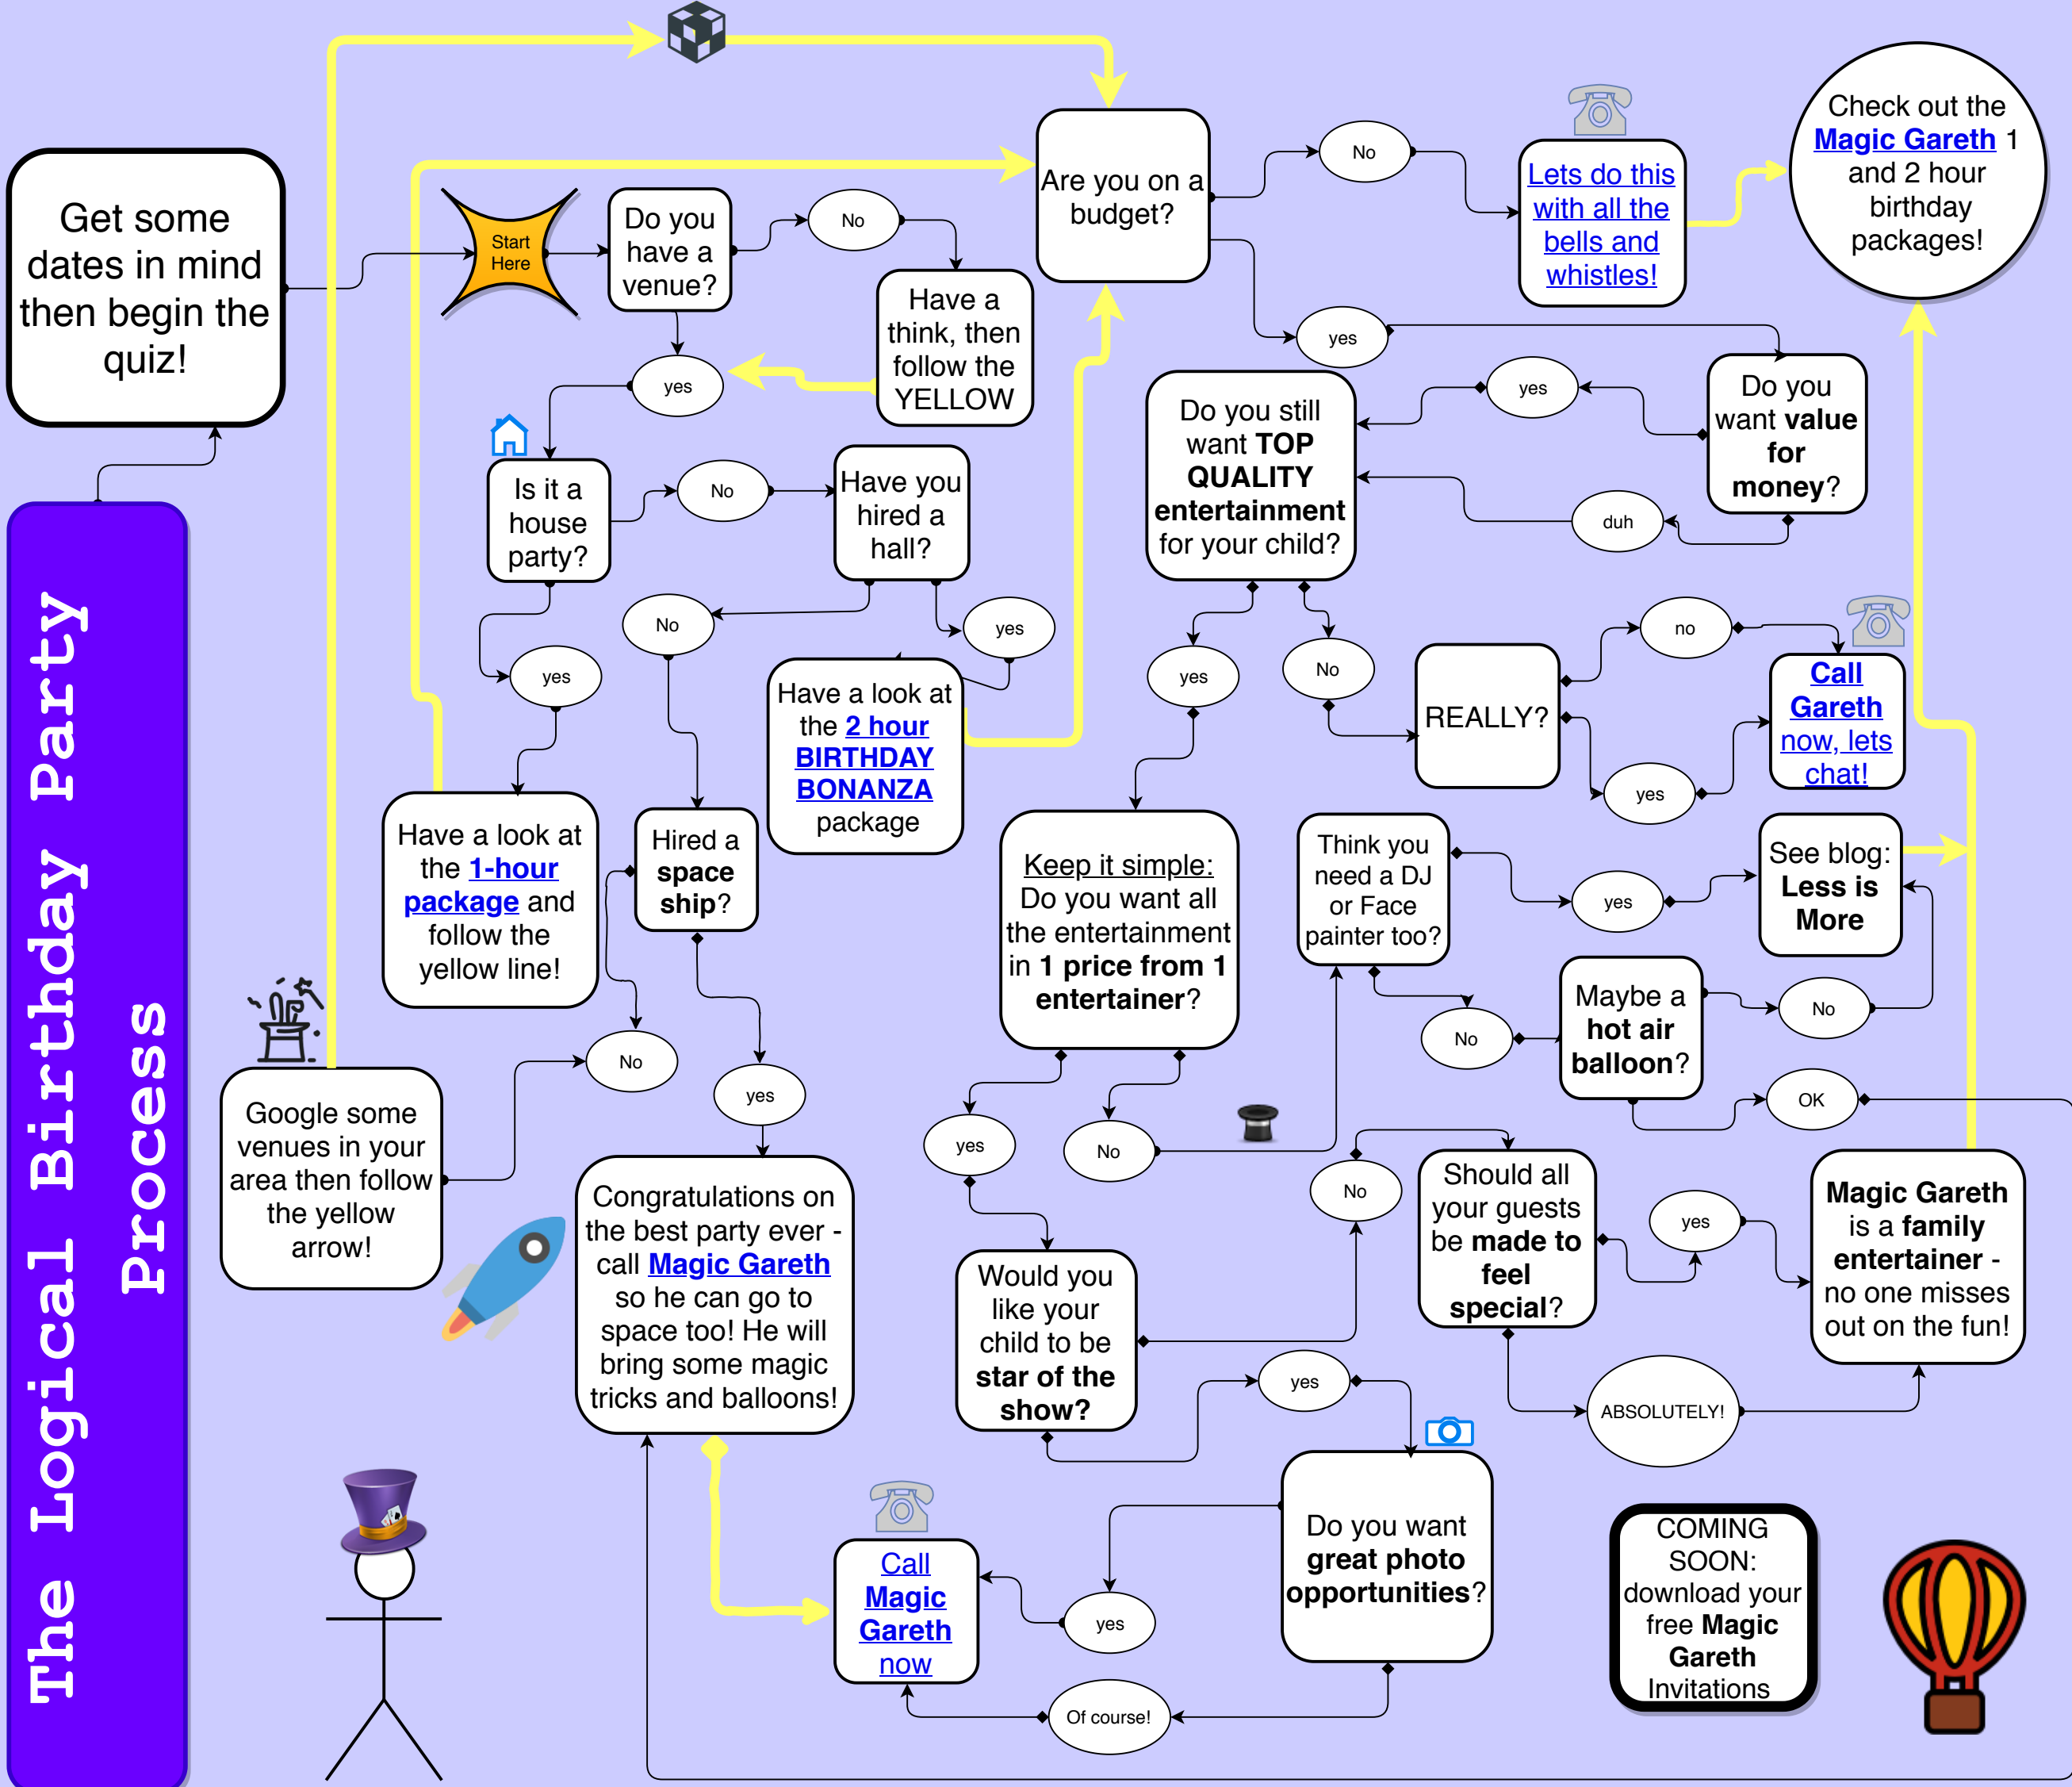 The Logical Birthday Party
Process
Get some
dates in mind
then begin the
quiz!
Start
Here
Do you
have a
venue?
No
Have a
think, then
follow the
YELLOW
yes
Is it a
house
party?
No
Have you
hired a
hall?
No
yes
yes
Have a look at
the 2 hour
BIRTHDAY
BONANZA
package
Have a look at
the 1-hour
package and
follow the
yellow line!
Hired a
space
ship?
No
yes
Google some
venues in your
area then follow
the yellow
arrow!
Congratulations on
the best party ever -
call Magic Gareth
so he can go to
space too! He will
bring some magic
tricks and balloons!
Are you on a
budget?
No
Lets do this
with all the
bells and
whistles!
Check out the
Magic Gareth 1
and 2 hour
birthday
packages!
yes
Do you
want value
for
money?
yes
duh
Do you still
want TOP
QUALITY
entertainment
for your child?
yes
No
REALLY?
no
yes
Call
Gareth
now, lets
chat!
Keep it simple:
Do you want all
the entertainment
in 1 price from 1
entertainer?
Think you
need a DJ
or Face
painter too?
yes
See blog:
Less is
More
No
Maybe a
hot air
balloon?
No
OK
yes
No
Would you
like your
child to be
star of the
show?
No
Should all
your guests
be made to
feel
special?
yes
ABSOLUTELY!
Magic Gareth
is a family
entertainer -
no one misses
out on the fun!
yes
Do you want
great photo
opportunities?
yes
Of course!
Call
Magic
Gareth
now
COMING
SOON:
download your
free Magic
Gareth
Invitations